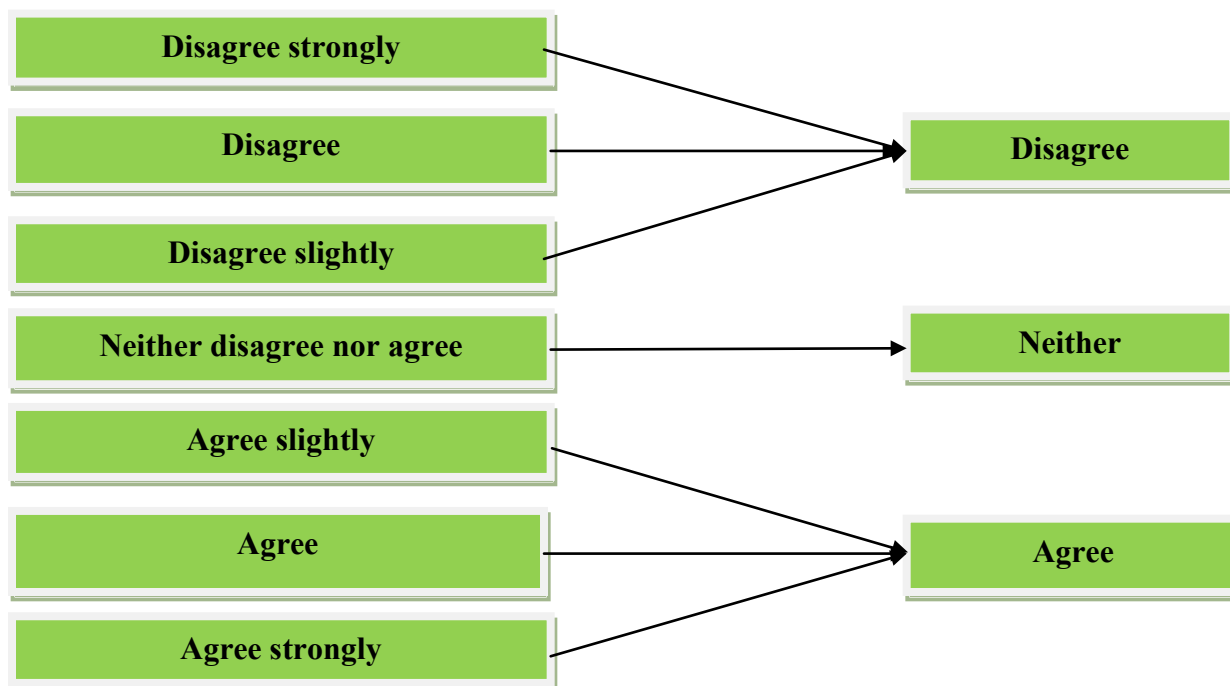 Disagree strongly
Disagree
Disagree slightly
Neither disagree nor agree
Agree slightly
Agree
Agree strongly
Disagree
Neither
Agree